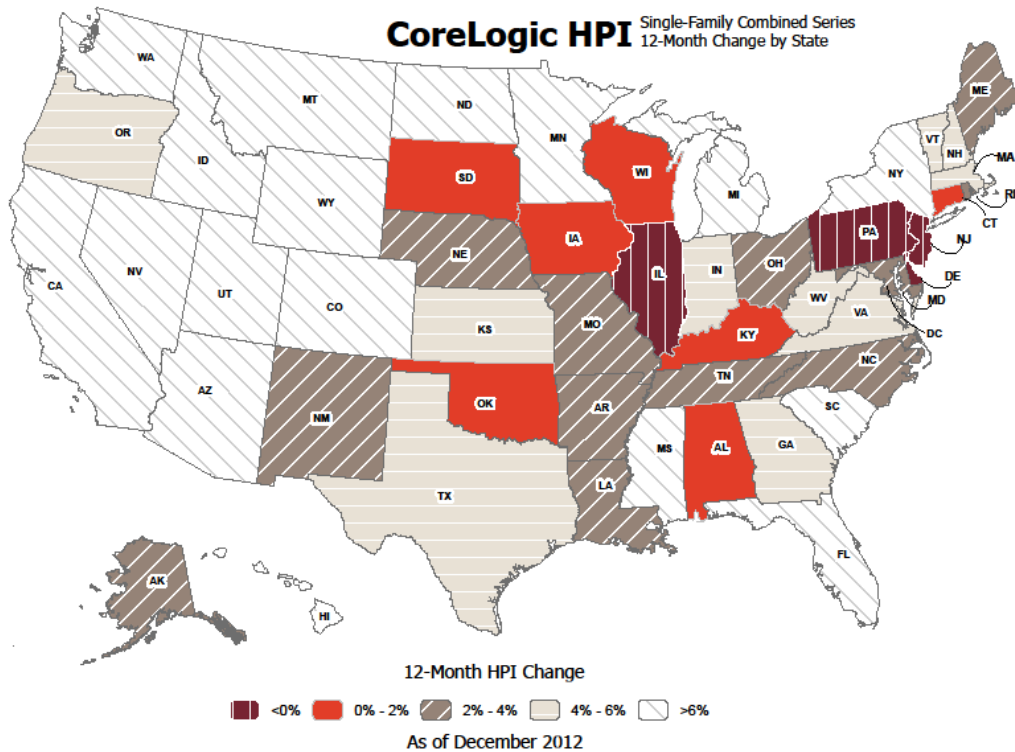 CoreLogic HPI
Single-Family Combined Series
12-Month Change by State
WA
MT
ND
MN
ME
OR
ID
SD
WI
VT
NH
MA
WY
MI
NY
RI
CT
NV
NE
IA
PA
NJ
CA
UT
CO
IL
IN
OH
DE
KS
MO
WV
VA
MD
DC
KY
AZ
NM
OK
AR
TN
NC
SC
MS
AL
GA
TX
LA
FL
AK
HI
12-Month HPI Change
<0% 0% - 2% 2% - 4% 4% - 6% >6%
As of December 2012